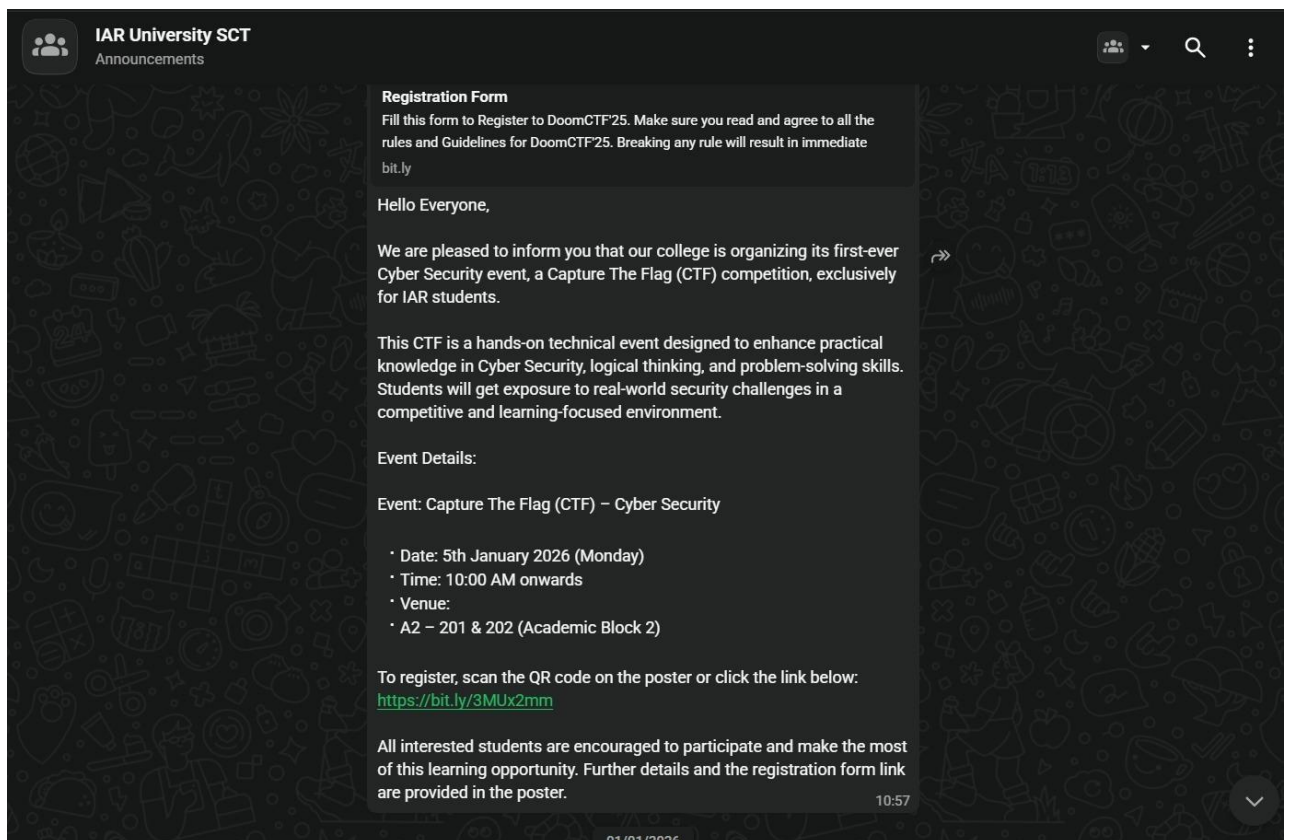 IAR University SCT
Announcements
Registration Form
Fill this form to Register to DoomCTF'25. Make sure you read and agree to all the
rules and Guidelines for DoomCTF'25. Breaking any rule will result in immediate
bit.ly
Hello Everyone,
We are pleased to inform you that our college is organizing its first-ever
Cyber Security event, a Capture The Flag (CTF) competition, exclusively
for IAR students.
This CTF is a hands-on technical event designed to enhance practical
knowledge in Cyber Security, logical thinking, and problem-solving skills.
Students will get exposure to real-world security challenges in a
competitive and learning-focused environment.
Event Details:
Event: Capture The Flag (CTF) – Cyber Security
• Date: 5th January 2026 (Monday)
• Time: 10:00 AM onwards
• Venue:
• A2 – 201 & 202 (Academic Block 2)
To register, scan the QR code on the poster or click the link below:
https://bit.ly/3MUx2mm
All interested students are encouraged to participate and make the most
of this learning opportunity. Further details and the registration form link
are provided in the poster.
10:57
01/01/2026